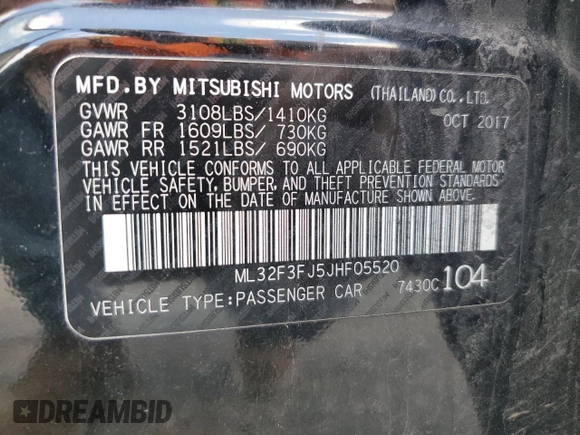 MFD.BY MITSUBISHI MOTORS (THAILAND) CO.,LTD.
GVWR 3108LBS/1410KG OCT 2017
GAWR FR 1609LBS/ 730KG
GAWR RR 1521LBS/ 690KG
THIS VEHICLE CONFORMS TO ALL APPLICABLE FEDERAL MOTOR
VEHICLE SAFETY, BUMPER, AND THEFT PREVENTION STANDARDS
IN EFFECT ON THE DATE OF MANUFACTURE SHOWN ABOVE.
ML32F3FJ5JHF05520
VEHICLE TYPE:PASSENGER CAR 7430C 104
DREAMBID